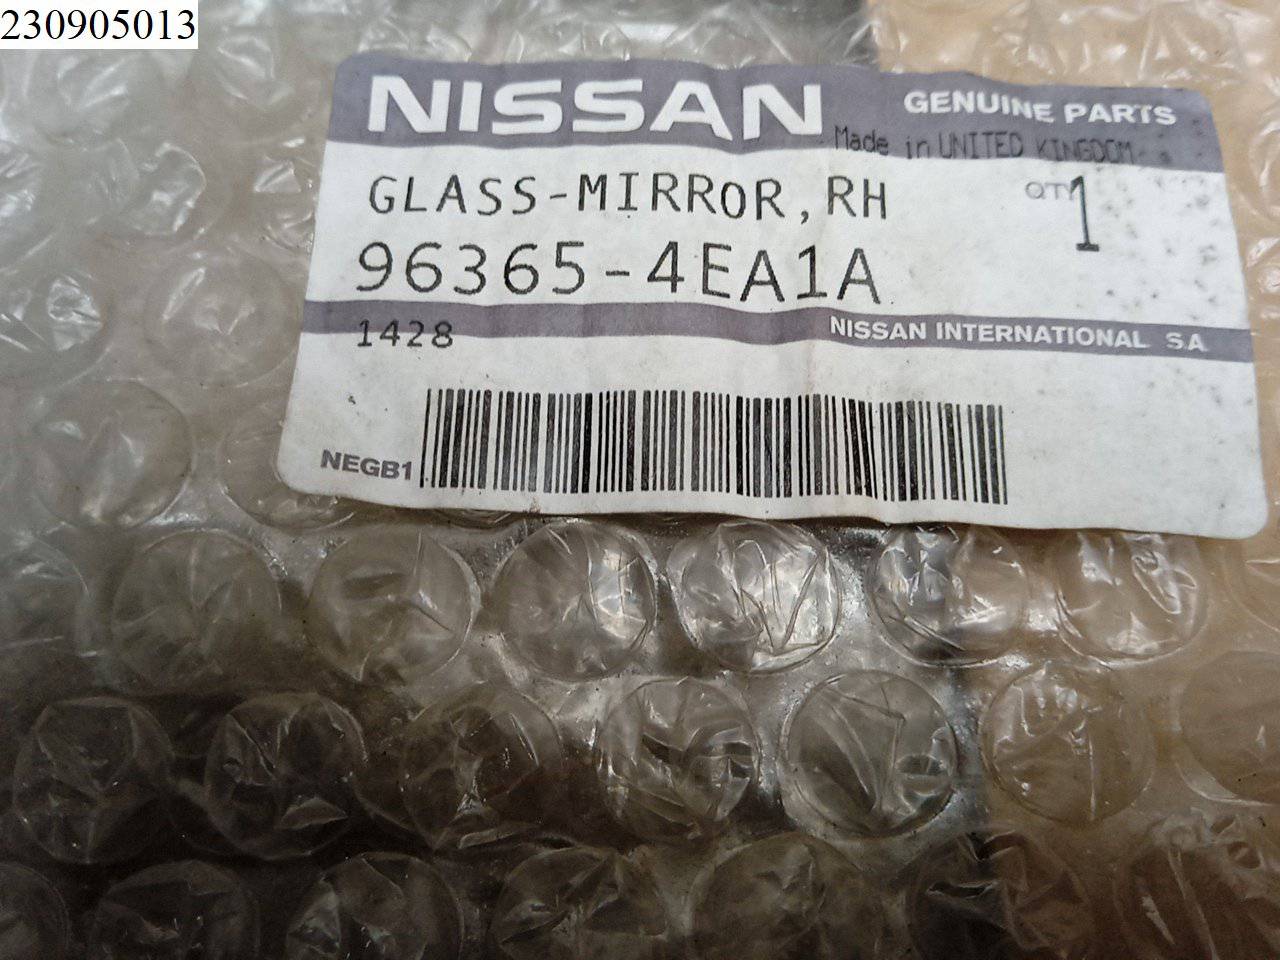 230905013
NISSAN GENUINE PARTS
Made in UNITED KINGDOM
GLASS-MIRROR, RH QTY 1
96365-4EA1A
1428 NISSAN INTERNATIONAL SA
NEGB1